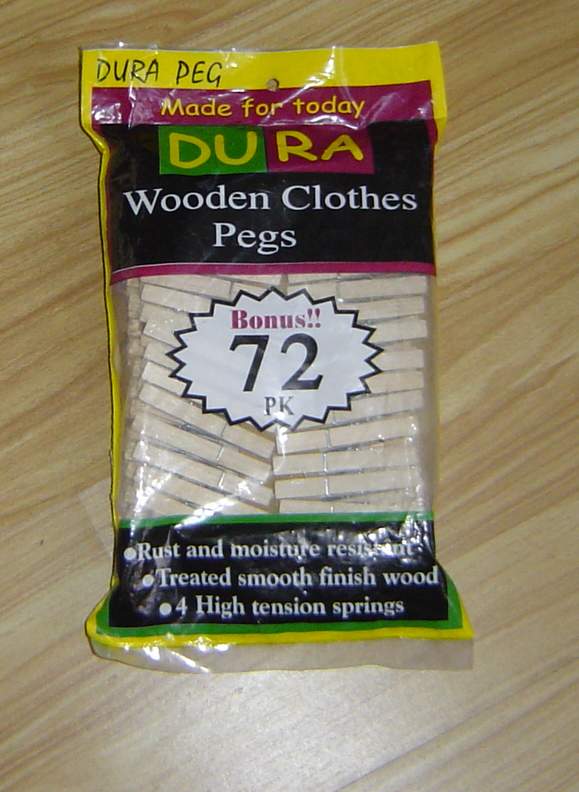 DURA PEG
Made for today
DURA
Wooden Clothes
Pegs
Bonus!!
72
PK
●Rust and moisture resistant
●Treated smooth finish wood
●4 High tension springs